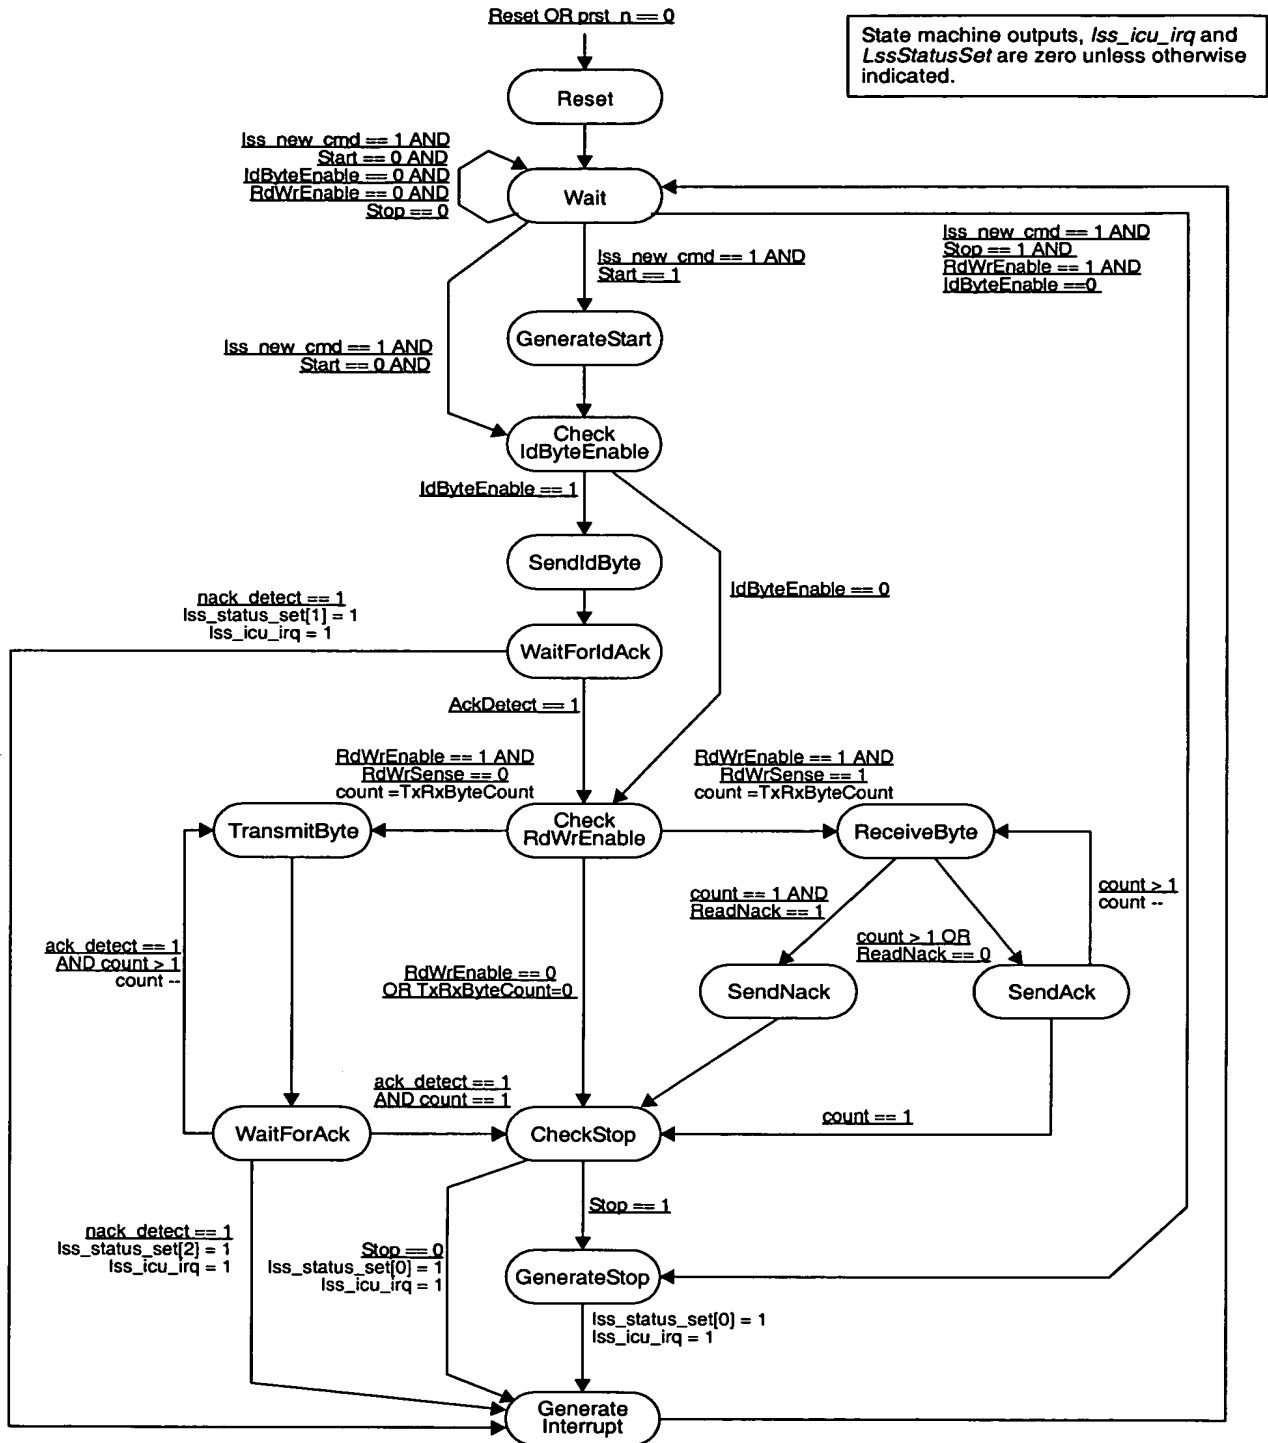 Reset OR prst_n == 0
State machine outputs, lss_icu_irq and
LssStatusSet are zero unless otherwise
indicated.
Reset
lss_new_cmd == 1 AND
Start == 0 AND
IdByteEnable == 0 AND
RdWrEnable == 0 AND
Stop == 0
Wait
lss_new_cmd == 1 AND
Stop == 1 AND
RdWrEnable == 1 AND
IdByteEnable ==0
lss_new_cmd == 1 AND
Start == 1
GenerateStart
lss_new_cmd == 1 AND
Start == 0 AND
Check
IdByteEnable
IdByteEnable == 1
SendIdByte
IdByteEnable == 0
nack_detect == 1
lss_status_set[1] = 1
lss_icu_irq = 1
WaitForIdAck
AckDetect == 1
RdWrEnable == 1 AND
RdWrSense == 0
count =TxRxByteCount
RdWrEnable == 1 AND
RdWrSense == 1
count =TxRxByteCount
TransmitByte
Check
RdWrEnable
ReceiveByte
count == 1 AND
ReadNack == 1
count > 1
count --
count > 1 OR
ReadNack == 0
ack_detect == 1
AND count > 1
count --
RdWrEnable == 0
OR TxRxByteCount=0
SendNack
SendAck
ack_detect == 1
AND count == 1
count == 1
WaitForAck
CheckStop
Stop == 1
nack_detect == 1
lss_status_set[2] = 1
lss_icu_irq = 1
Stop == 0
lss_status_set[0] = 1
lss_icu_irq = 1
GenerateStop
lss_status_set[0] = 1
lss_icu_irq = 1
Generate
Interrupt